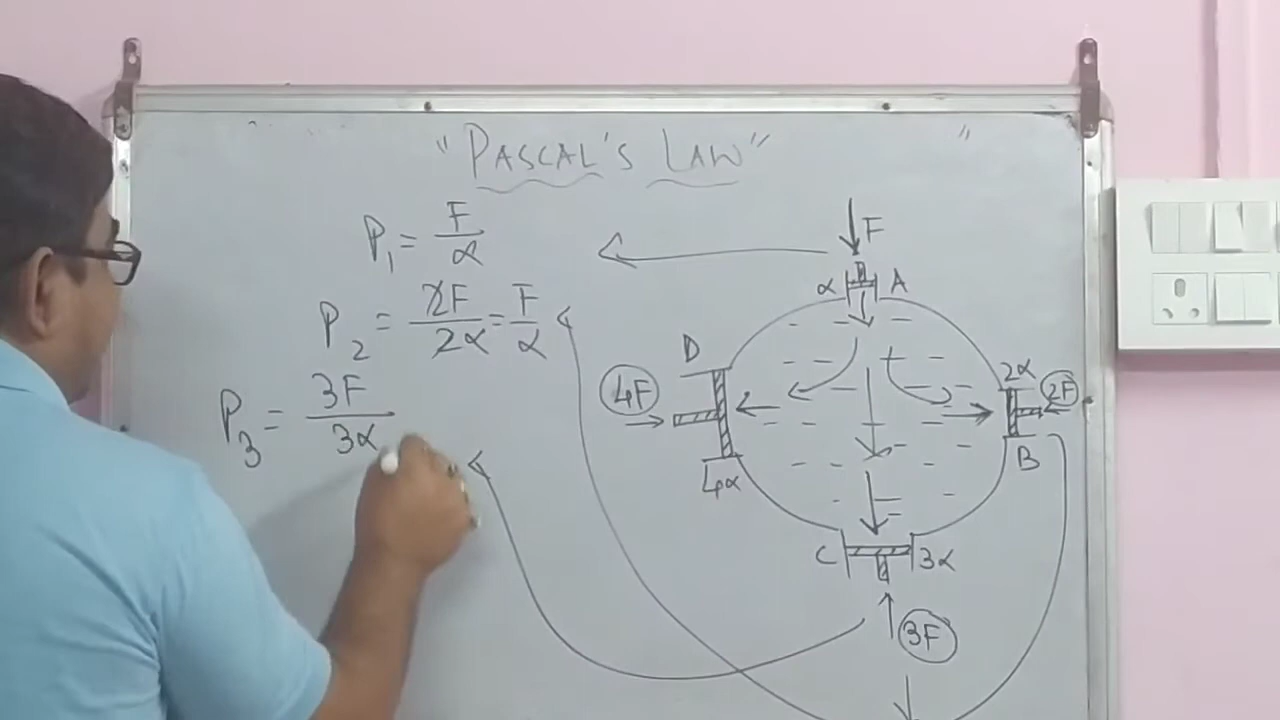 "PASCAL'S LAW"
P₁ = F/α
P₂ = 2F/2α = F/α
P₃ = 3F/3α
F
α A
D
4F
4α
2α
2F
B
C 3α
3F